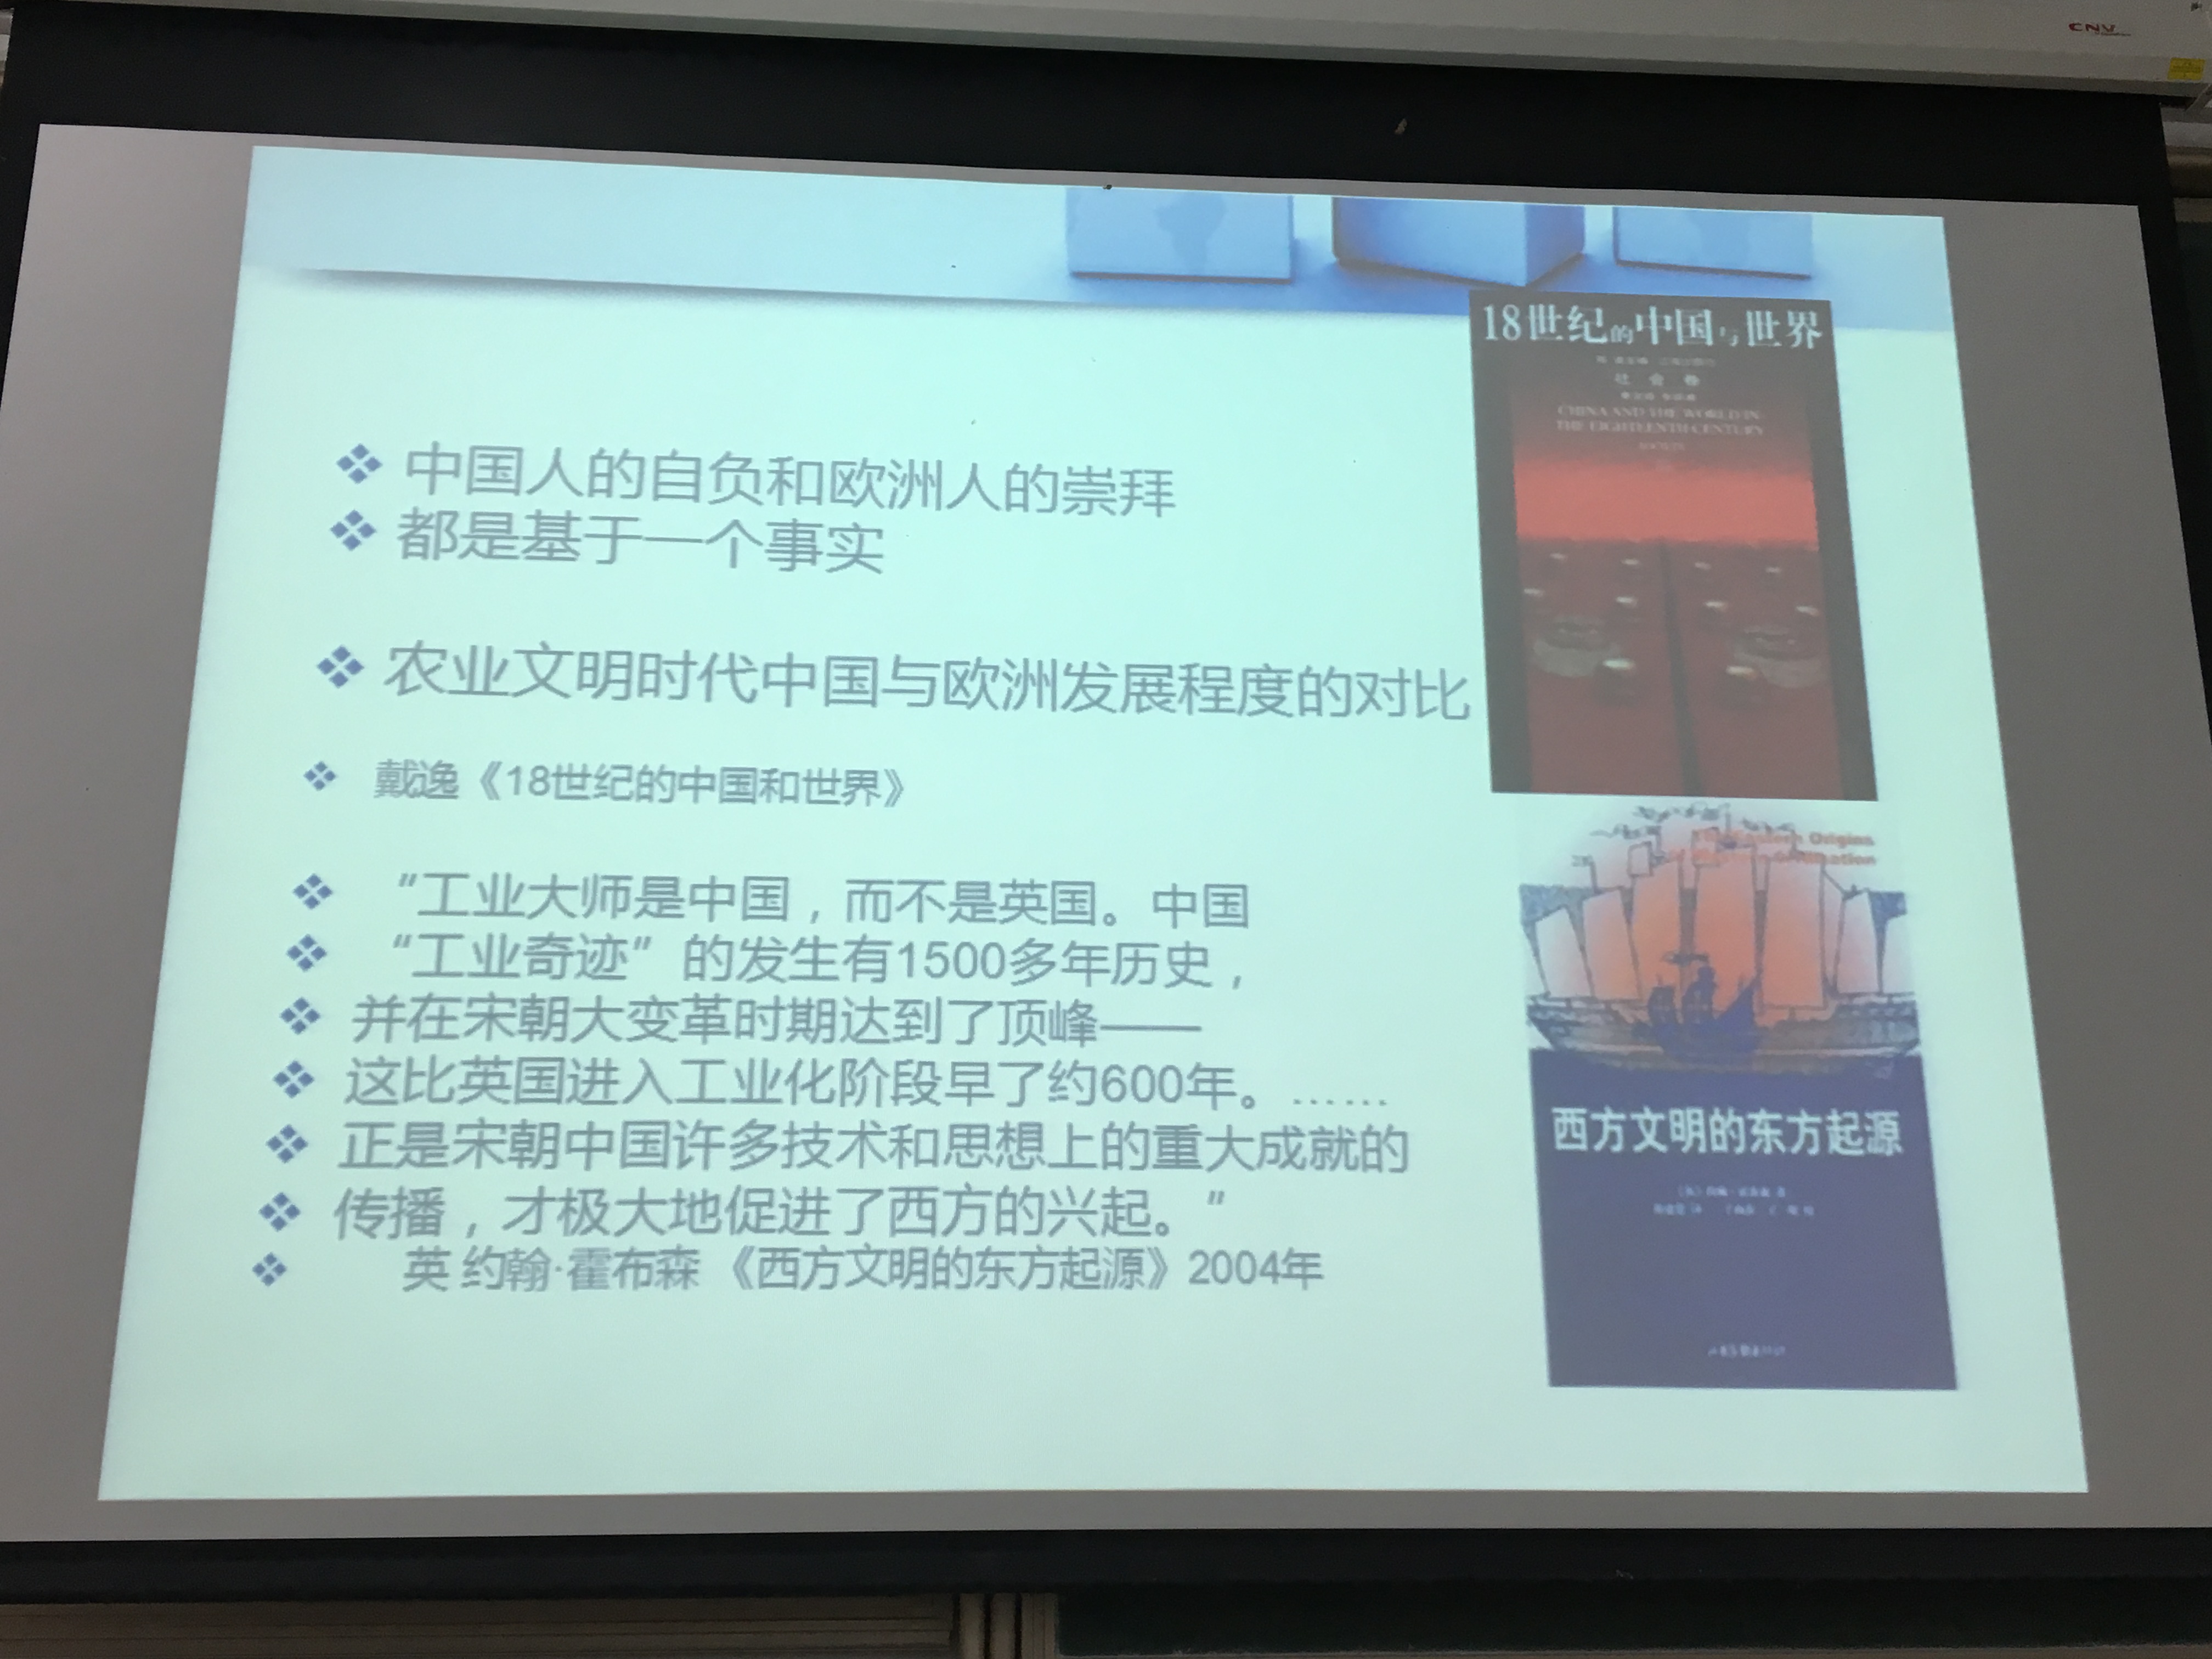 CNV
18世纪的中国与世界
社会卷
CHINA AND THE WORLD IN
THE EIGHTEENTH CENTURY
中国人的自负和欧洲人的崇拜
都是基于一个事实
农业文明时代中国与欧洲发展程度的对比
戴逸《18世纪的中国和世界》
“工业大师是中国，而不是英国。中国
“工业奇迹”的发生有1500多年历史，
并在宋朝大变革时期达到了顶峰——
这比英国进入工业化阶段早了约600年。……
正是宋朝中国许多技术和思想上的重大成就的
传播，才极大地促进了西方的兴起。”
英 约翰·霍布森 《西方文明的东方起源》2004年
Eastern Origins
西方文明的东方起源